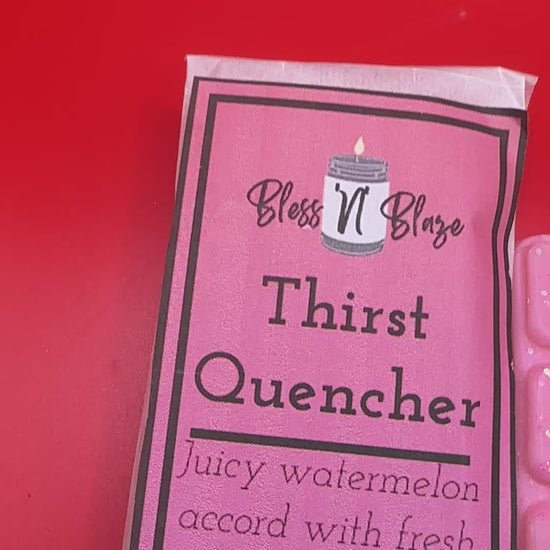 Bless 'N' Blaze
Thirst
Quencher
Juicy watermelon
accord with fresh